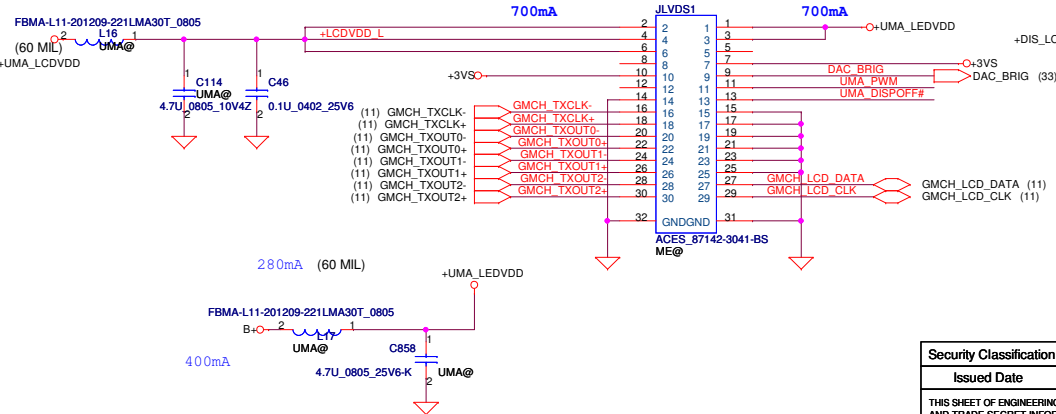 700mA
JLVDS1
700mA
FBMA-L11-201209-221LMA30T_0805
2 L16 1
UMA@
(60 MIL)
+UMA_LCDVDD
+LCDVDD_L
+UMA_LEDVDD
+DIS_LO
+3VS
+3VS
DAC_BRIG
DAC_BRIG (33)
UMA_PWM
UMA_DISPOFF#
1
C114
UMA@
4.7U_0805_10V4Z
2
1
C46
0.1U_0402_25V6
2
2 2 1 1
4 4 3 3
6 6 5 5
8 8 7 7
10 10 9 9
12 12 11 11
14 14 13 13
16 16 15 15
18 18 17 17
20 20 19 19
22 22 21 21
24 24 23 23
26 26 25 25
28 28 27 27
30 30 29 29
32 GNDGND 31
(11) GMCH_TXCLK- GMCH_TXCLK-
(11) GMCH_TXCLK+ GMCH_TXCLK+
(11) GMCH_TXOUT0- GMCH_TXOUT0-
(11) GMCH_TXOUT0+ GMCH_TXOUT0+
(11) GMCH_TXOUT1- GMCH_TXOUT1-
(11) GMCH_TXOUT1+ GMCH_TXOUT1+
(11) GMCH_TXOUT2- GMCH_TXOUT2-
(11) GMCH_TXOUT2+ GMCH_TXOUT2+
GMCH_LCD_DATA GMCH_LCD_DATA (11)
GMCH_LCD_CLK GMCH_LCD_CLK (11)
ACES_87142-3041-BS
ME@
280mA (60 MIL)
+UMA_LEDVDD
FBMA-L11-201209-221LMA30T_0805
B+ 2 1
L17
UMA@
400mA
1
C858
4.7U_0805_25V6-K
UMA@
2
Security Classification
Issued Date
THIS SHEET OF ENGINEERING
AND TRADE SECRET INFOR